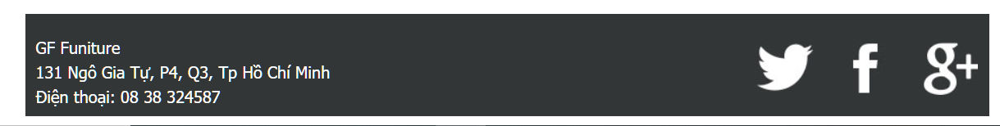 GF Funiture
131 Ngô Gia Tự, P4, Q3, Tp Hồ Chí Minh
Điện thoại: 08 38 324587
f
g+